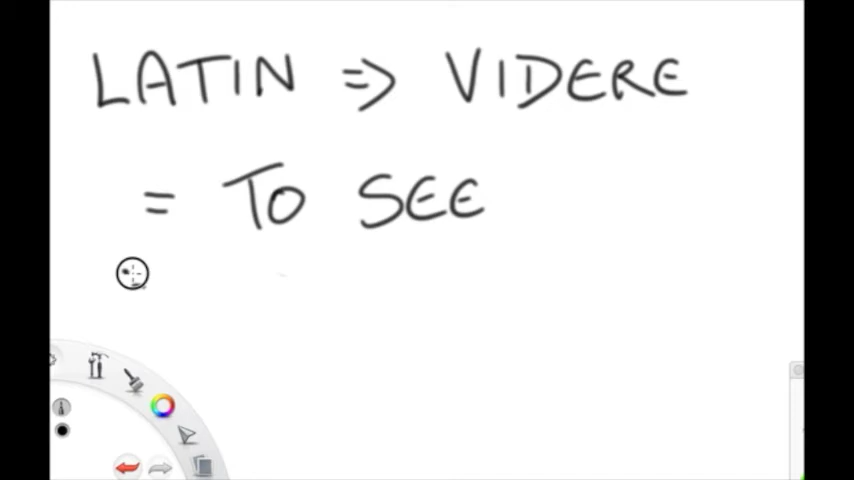 LATIN => VIDERE
= TO SEE